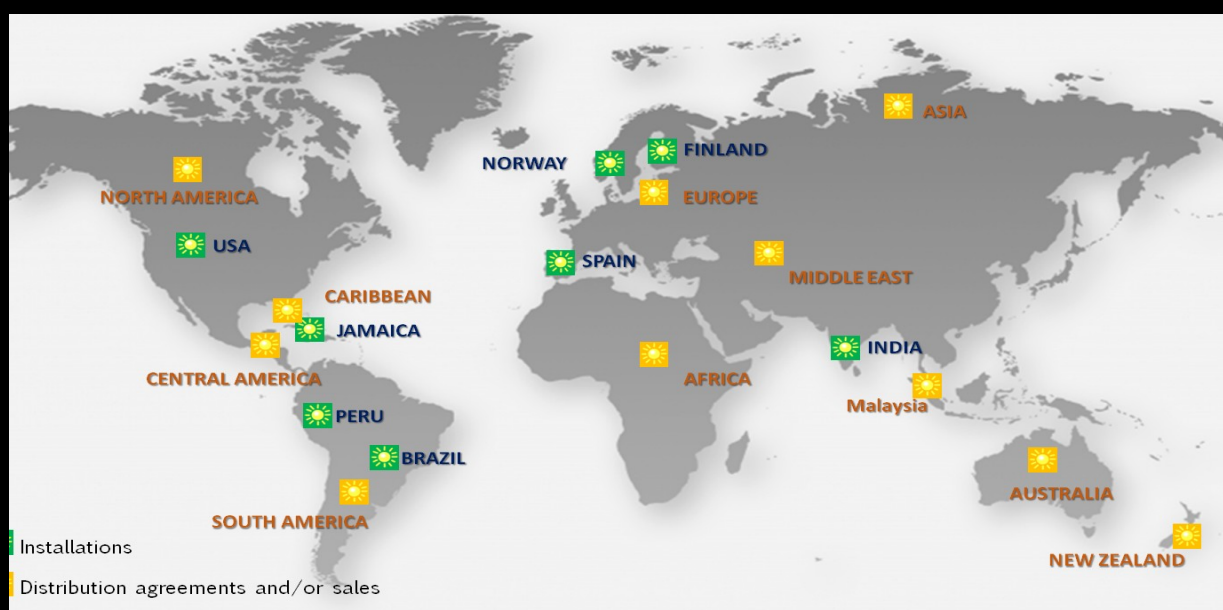 ASIA
NORWAY
FINLAND
NORTH AMERICA
EUROPE
USA
SPAIN
MIDDLE EAST
CARIBBEAN
JAMAICA
INDIA
CENTRAL AMERICA
AFRICA
Malaysia
PERU
BRAZIL
AUSTRALIA
SOUTH AMERICA
Installations
NEW ZEALAND
Distribution agreements and/or sales